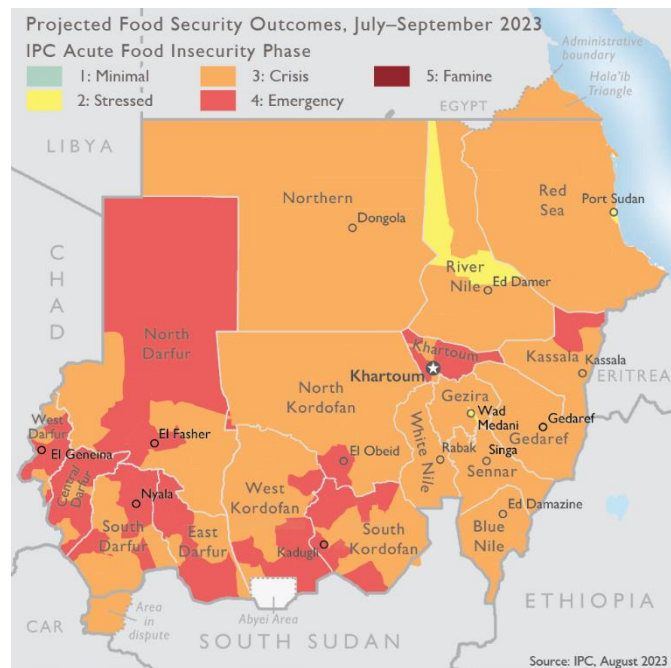 Projected Food Security Outcomes, July–September 2023
IPC Acute Food Insecurity Phase
1: Minimal
3: Crisis
5: Famine
2: Stressed
4: Emergency
Administrative
boundary
Hala'ib
Triangle
EGYPT
LIBYA
CHAD
Northern
Dongola
Red
Sea
Port Sudan
River
Nile
Ed Damer
North
Darfur
Khartoum
Khartoum
Kassala
Kassala
ERITREA
North
Kordofan
Gezira
Wad
Medani
Gedaref
Gedaref
West
Darfur
El Geneina
El Fasher
El Obeid
White Nile
Rabak
Singa
Sennar
Central
Darfur
Nyala
West
Kordofan
South
Darfur
East
Darfur
Kadugli
South
Kordofan
Ed Damazine
Blue
Nile
Area
in
dispute
Abyei Area
CAR
SOUTH SUDAN
ETHIOPIA
Source: IPC, August 2023